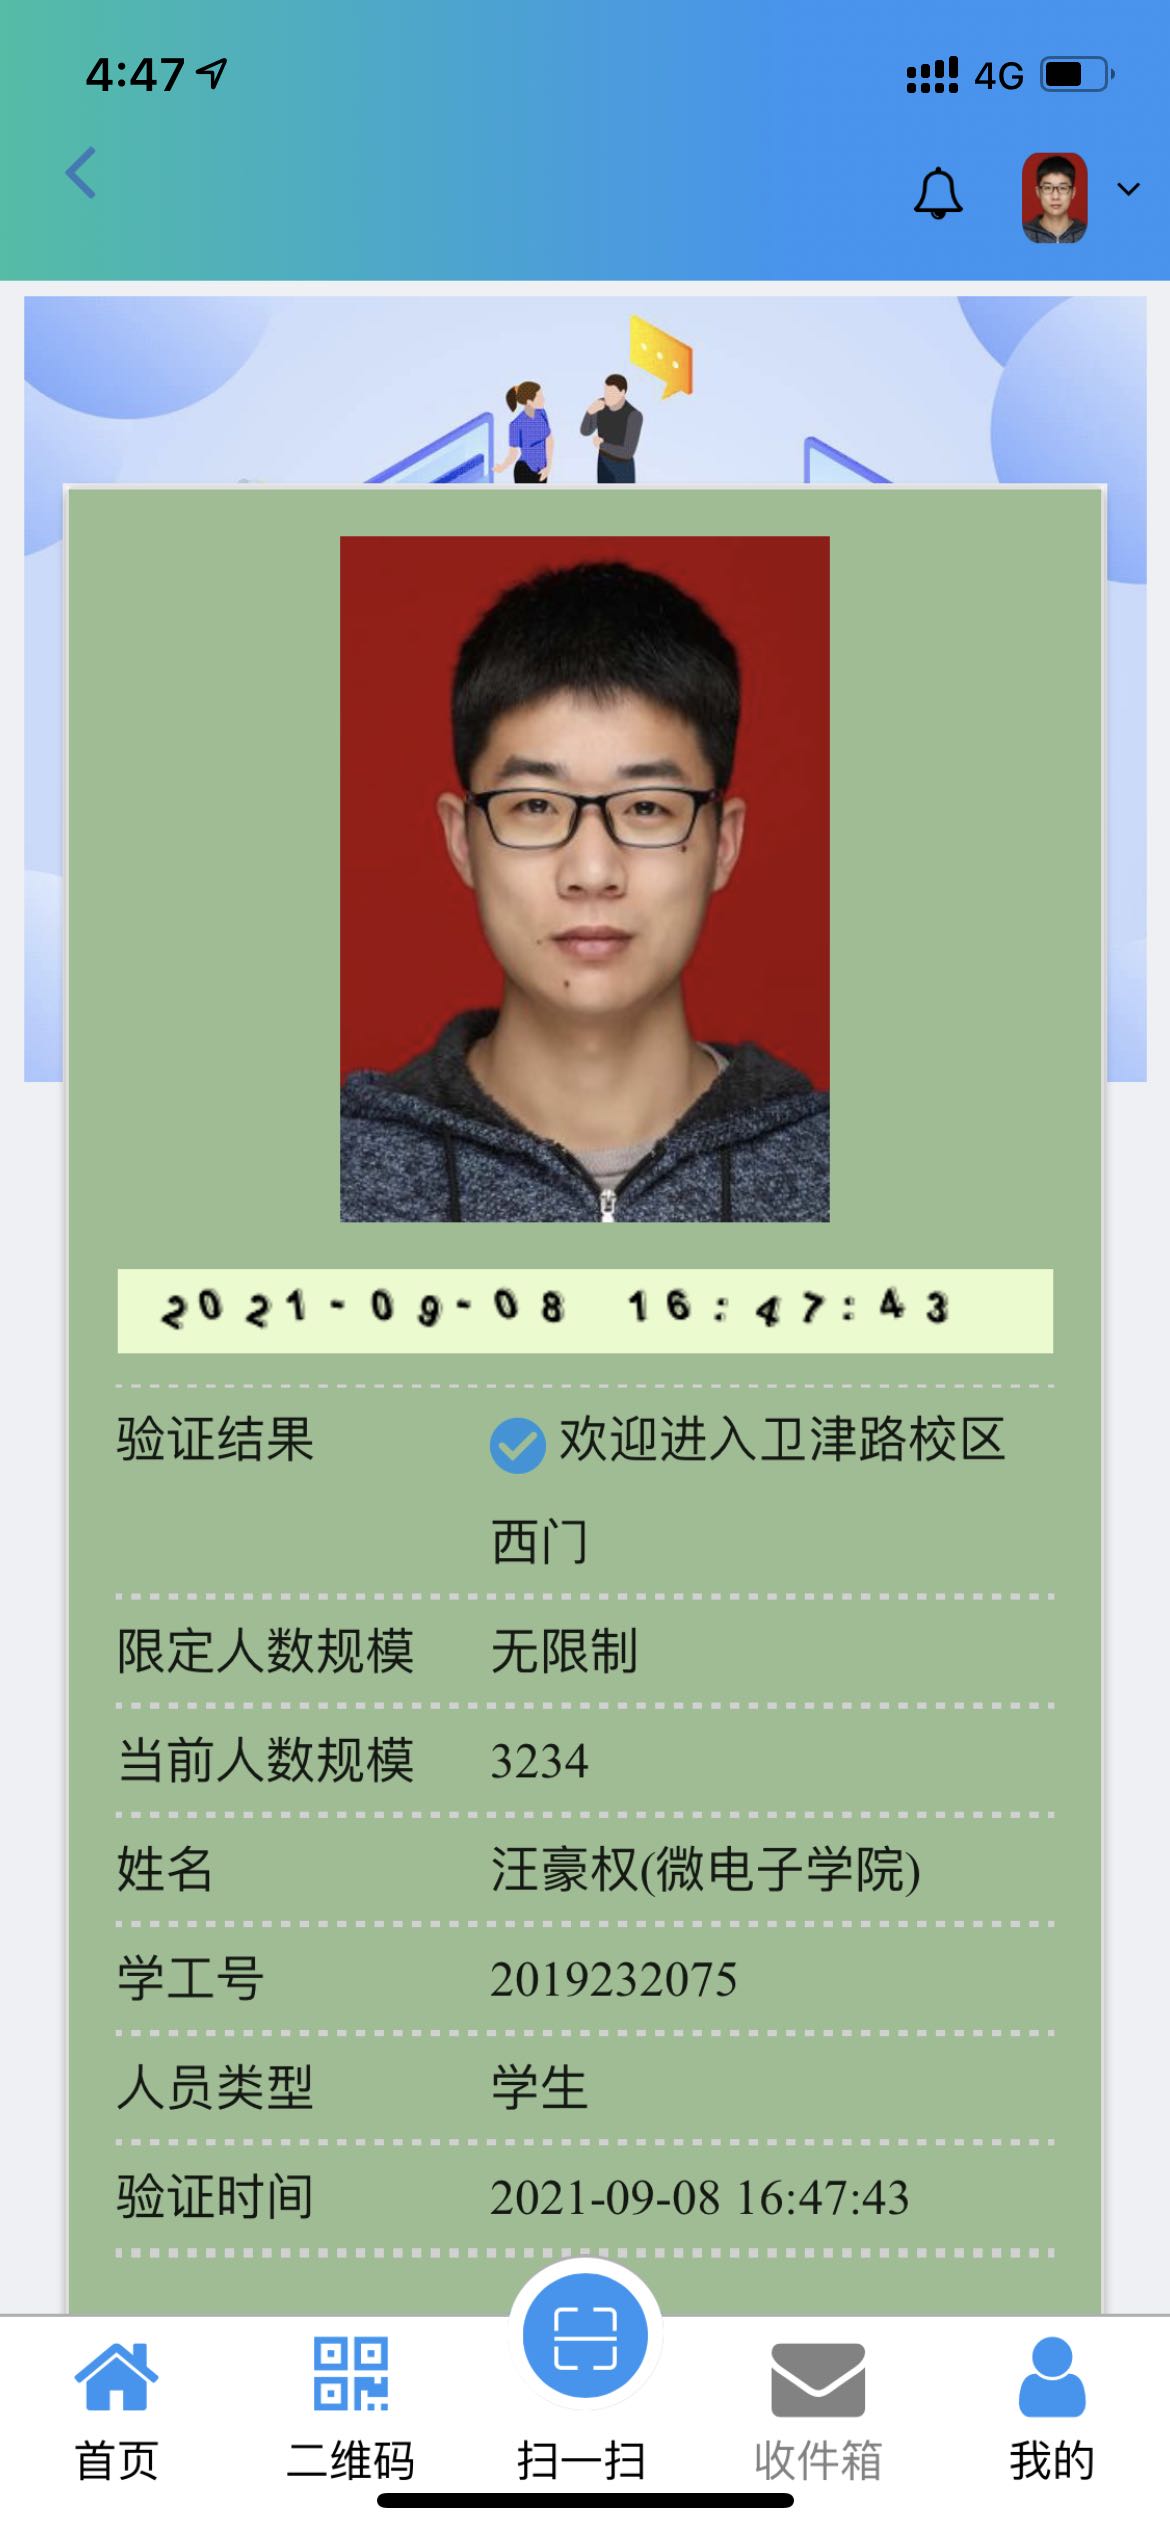 4:47
4G
2021-09-08 16:47:43
验证结果 欢迎进入卫津路校区
西门
限定人数规模 无限制
当前人数规模 3234
姓名 汪豪权(微电子学院)
学工号 2019232075
人员类型 学生
验证时间 2021-09-08 16:47:43
首页 二维码 扫一扫 收件箱 我的